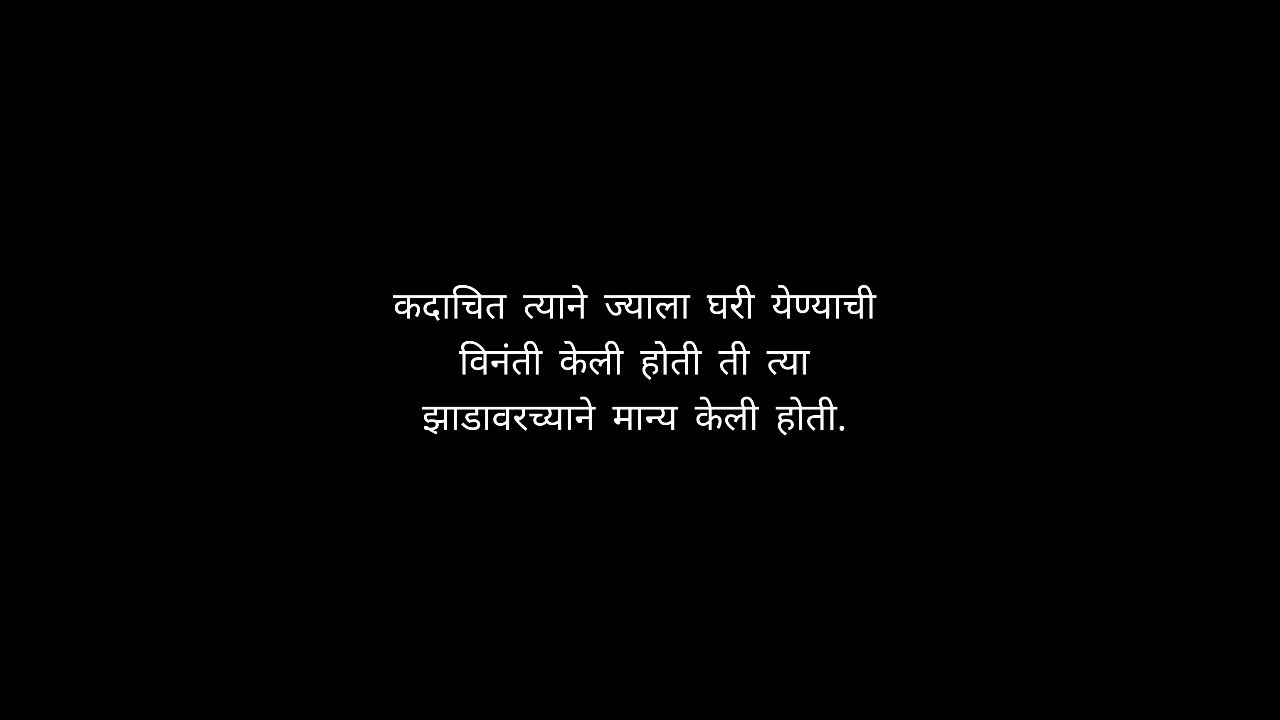 कदाचित त्याने ज्याला घरी येण्याची
विनंती केली होती ती त्या
झाडावरच्याने मान्य केली होती.